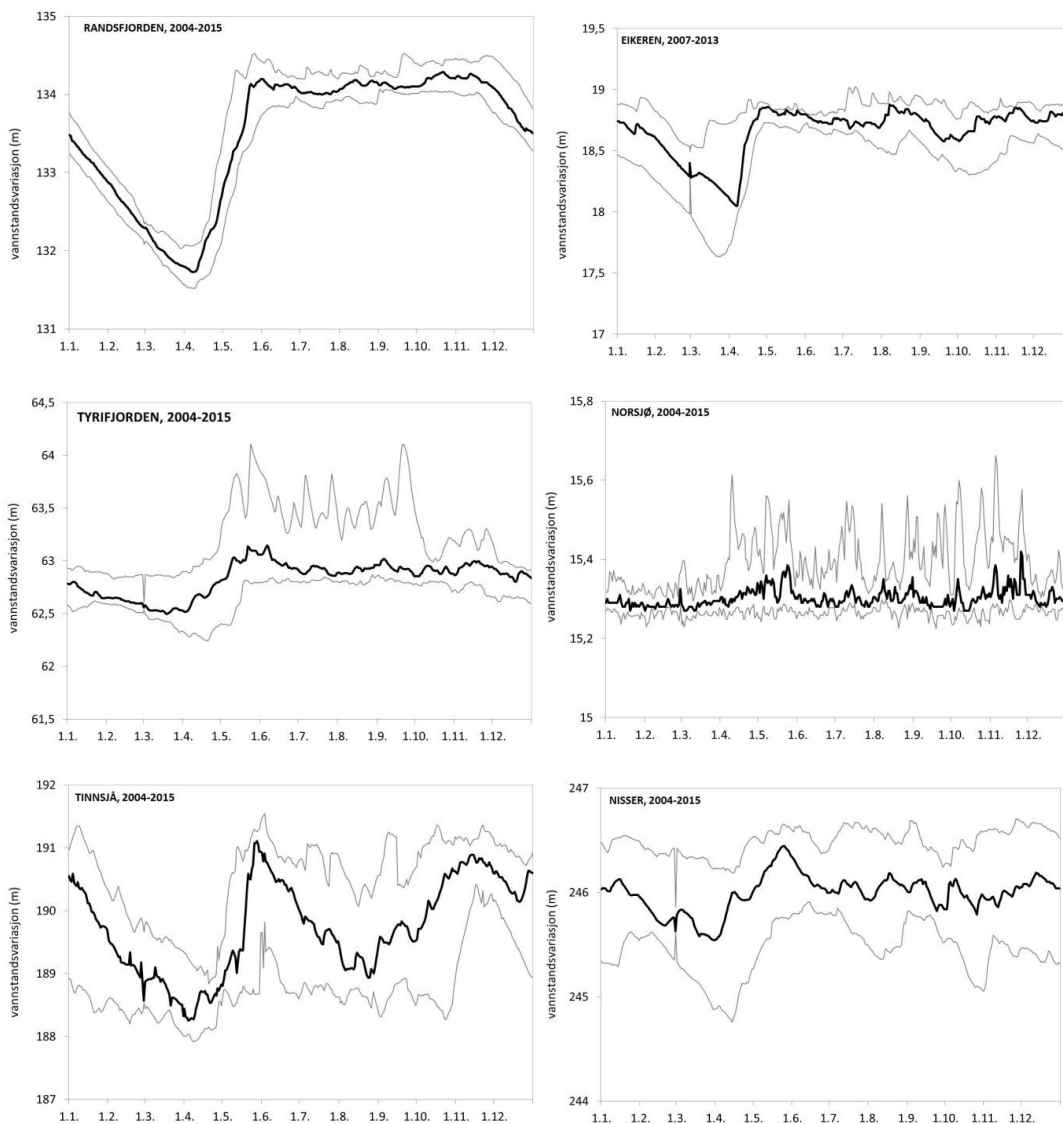 RANDSFJORDEN, 2004-2015
vannstandsvariasjon (m)
135
134
133
132
131
1.1. 1.2. 1.3. 1.4. 1.5. 1.6. 1.7. 1.8. 1.9. 1.10. 1.11. 1.12.
EIKEREN, 2007-2013
vannstandsvariasjon (m)
19,5
19
18,5
18
17,5
17
1.1. 1.2. 1.3. 1.4. 1.5. 1.6. 1.7. 1.8. 1.9. 1.10. 1.11. 1.12.
TYRIFJORDEN, 2004-2015
vannstandsvariasjon (m)
64,5
64
63,5
63
62,5
62
61,5
1.1. 1.2. 1.3. 1.4. 1.5. 1.6. 1.7. 1.8. 1.9. 1.10. 1.11. 1.12.
NORSJØ, 2004-2015
vannstandsvariasjon (m)
15,8
15,6
15,4
15,2
15
1.1. 1.2. 1.3. 1.4. 1.5. 1.6. 1.7. 1.8. 1.9. 1.10. 1.11. 1.12.
TINNSJÅ, 2004-2015
vannstandsvariasjon (m)
192
191
190
189
188
187
1.1. 1.2. 1.3. 1.4. 1.5. 1.6. 1.7. 1.8. 1.9. 1.10. 1.11. 1.12.
NISSER, 2004-2015
vannstandsvariasjon (m)
247
246
245
244
1.1. 1.2. 1.3. 1.4. 1.5. 1.6. 1.7. 1.8. 1.9. 1.10. 1.11. 1.12.